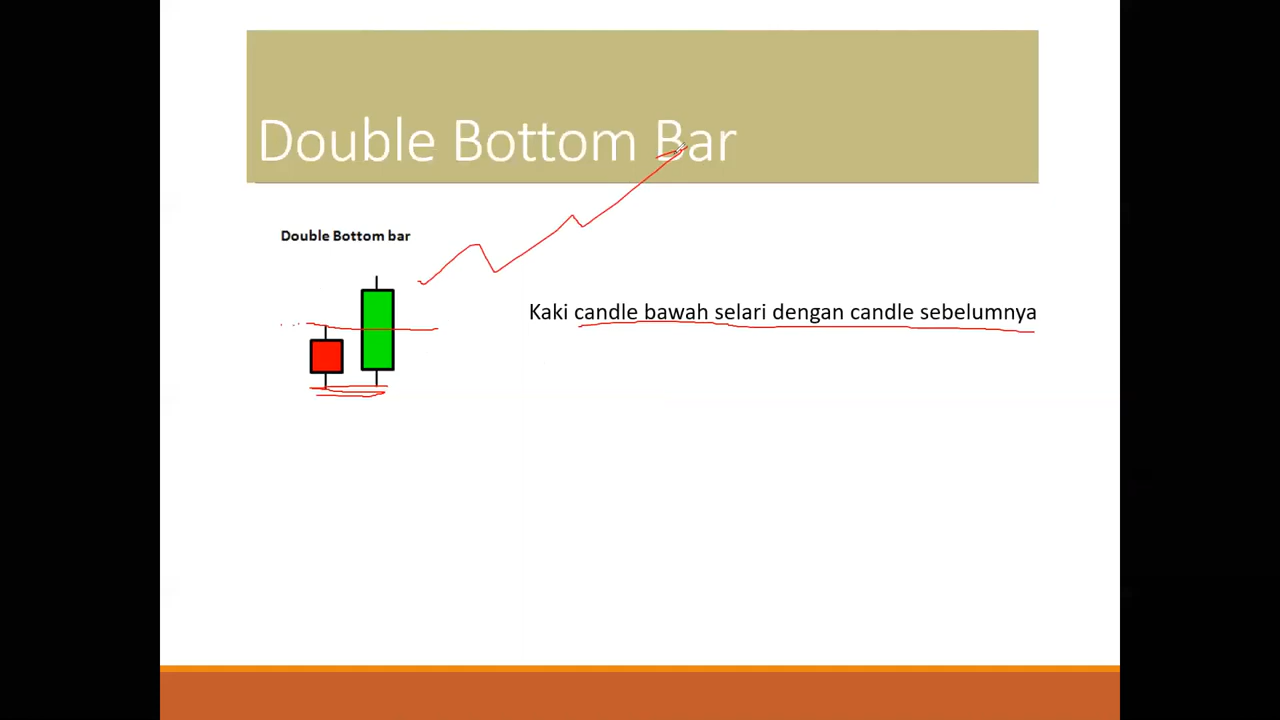 Double Bottom Bar
Double Bottom bar
Kaki candle bawah selari dengan candle sebelumnya